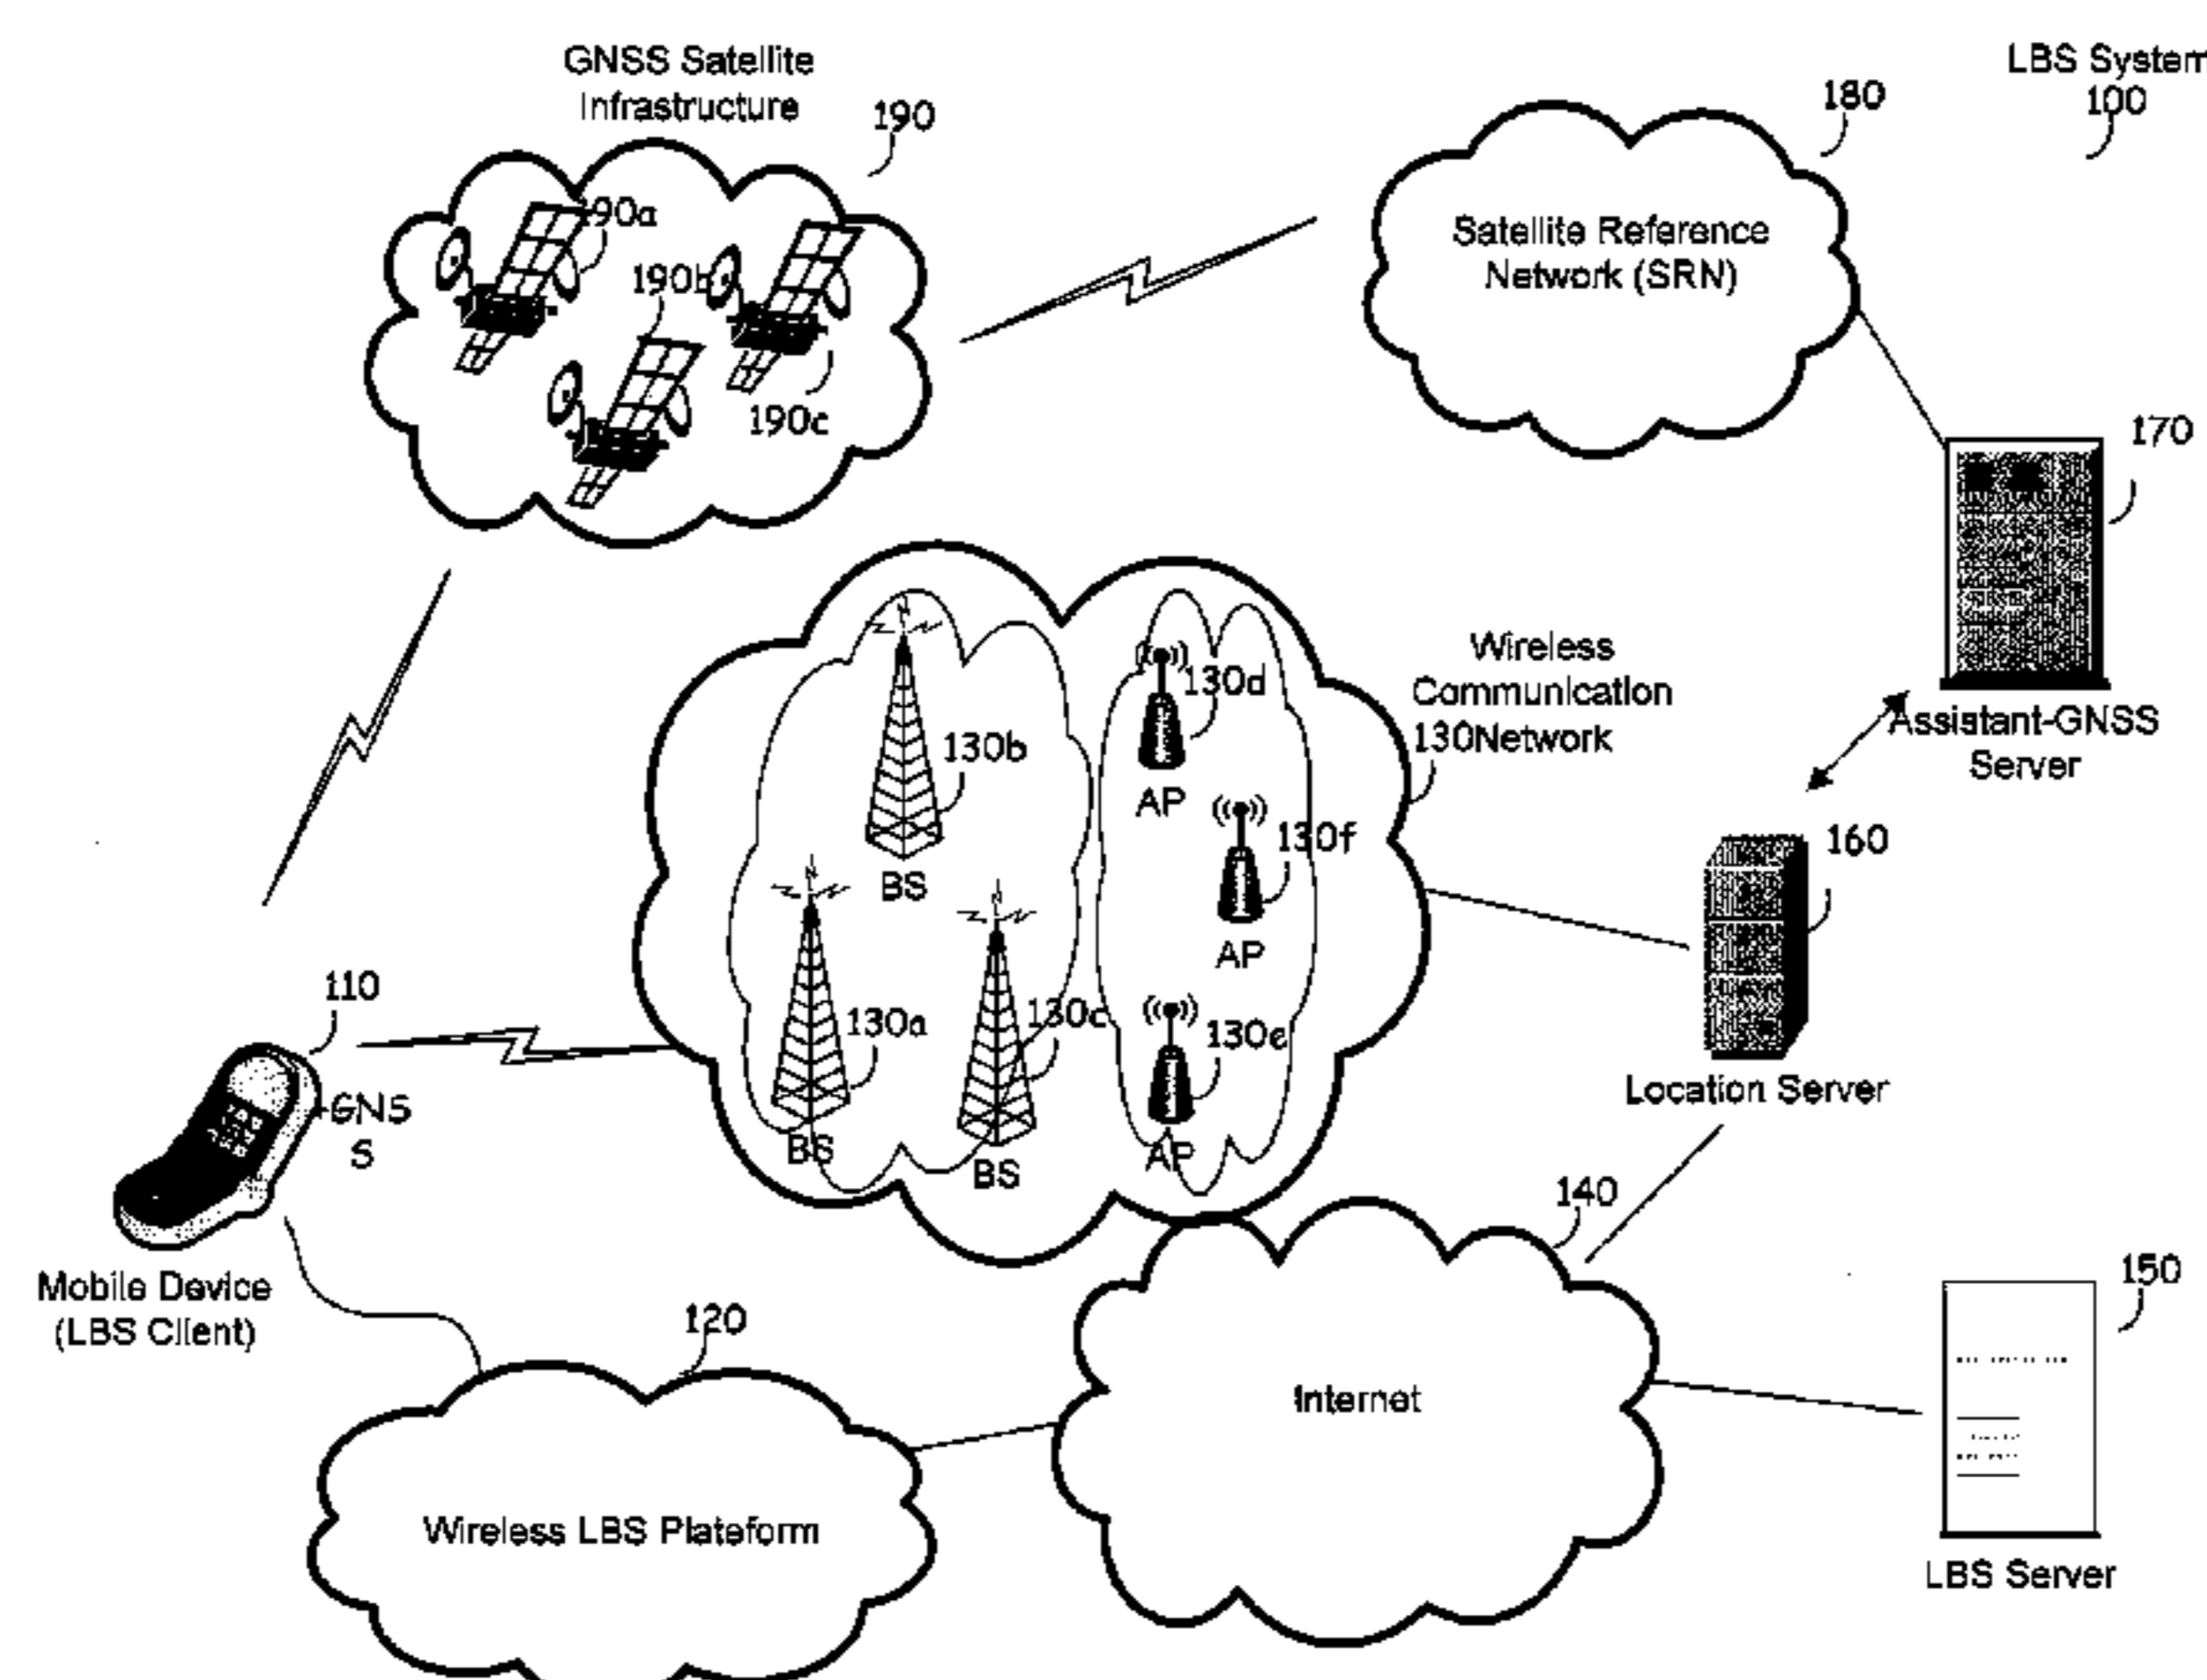 GNSS Satellite
Infrastructure
190
LBS System
100
180
190a
190b
190c
Satellite Reference
Network (SRN)
170
Assistant-GNSS
Server
Wireless
Communication
130Network
130d
AP
130b
BS
130f
AP
160
Location Server
110
GNS
S
130a
BS
130c
BS
130e
AP
Mobile Device
(LBS Client)
140
150
120
Internet
Wireless LBS Plateform
LBS Server